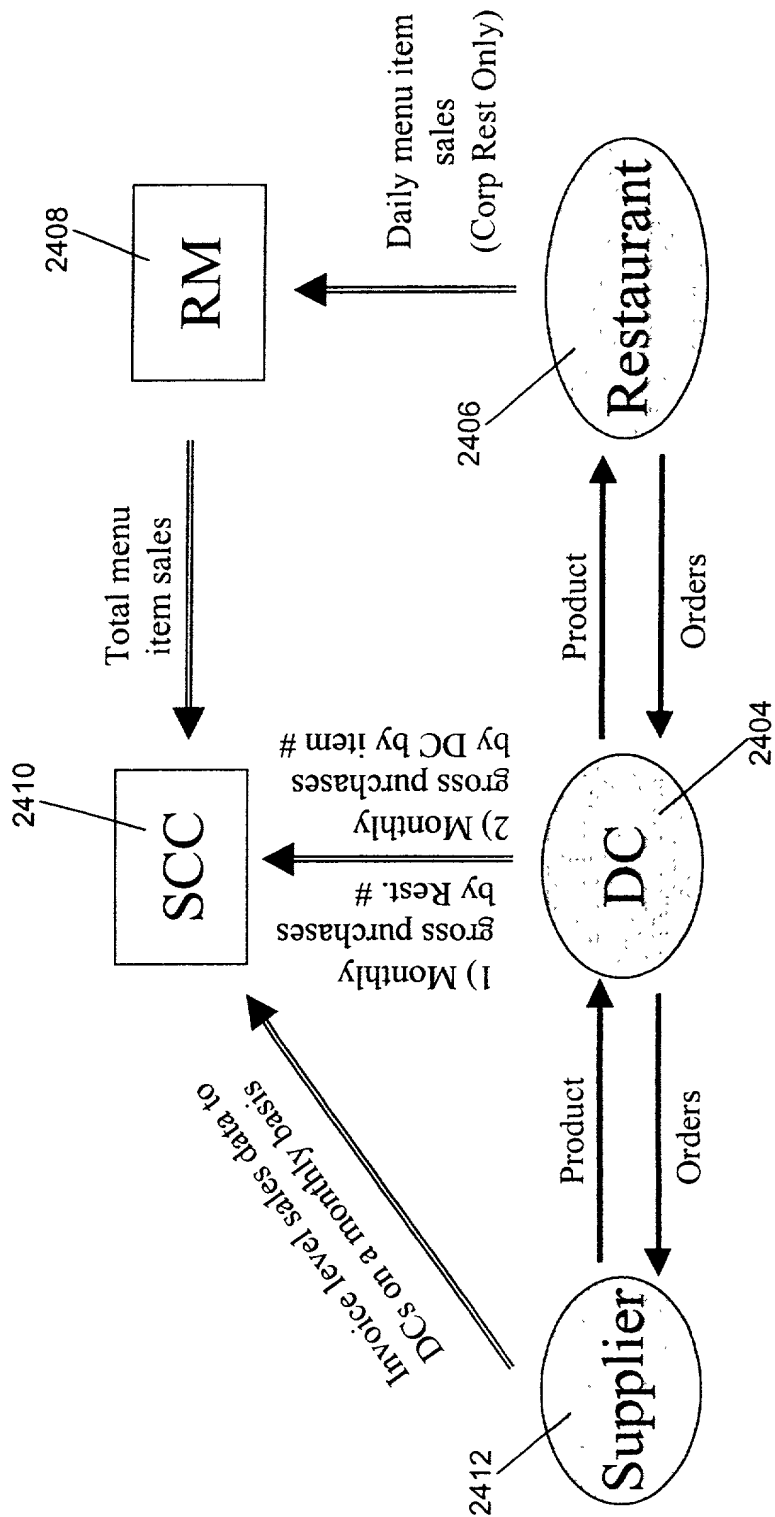 2410
SCC
Total menu
item sales
2408
RM
Invoice level sales data to
DCs on a monthly basis
1) Monthly
gross purchases
by Rest. #
2) Monthly
gross purchases
by DC by item #
Daily menu item
sales
(Corp Rest Only)
2412
Supplier
Product
Orders
DC
2404
Product
Orders
2406
Restaurant